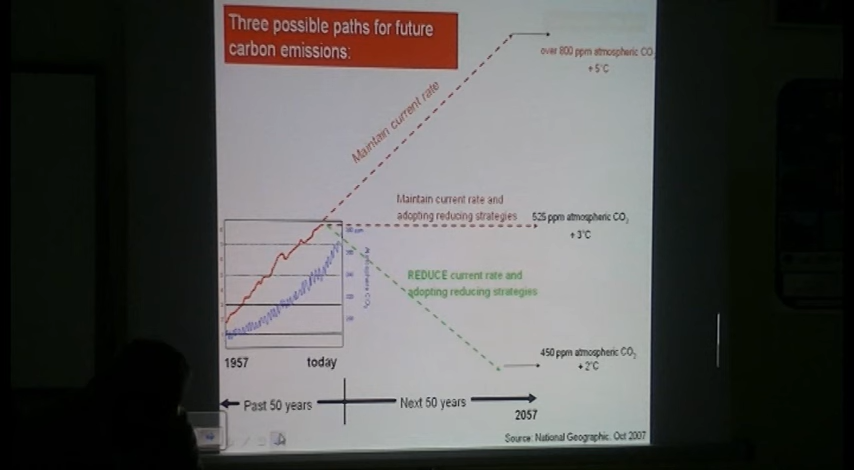 Three possible paths for future
carbon emissions:
over 800 ppm atmospheric CO
+5°C
Maintain current rate
Maintain current rate and
adopting reducing strategies
525 ppm atmospheric CO₂
+3°C
REDUCE current rate and
adopting reducing strategies
450 ppm atmospheric CO₂
+2°C
1957
today
Past 50 years
Next 50 years
2057
Source: National Geographic. Oct 2007